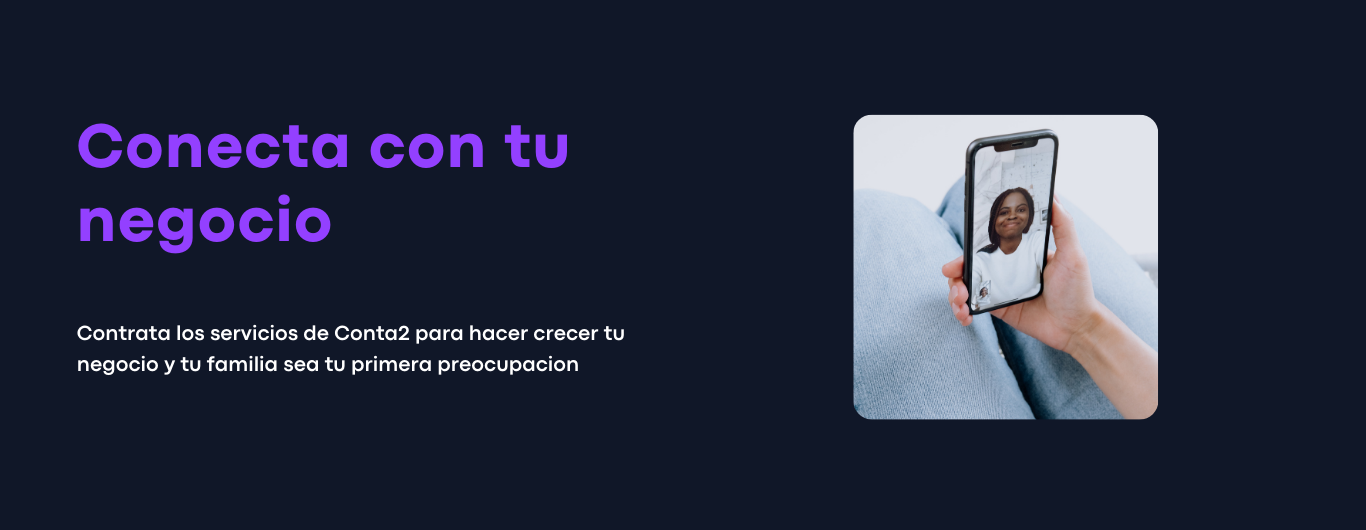 Conecta con tu
negocio
Contrata los servicios de Conta2 para hacer crecer tu
negocio y tu familia sea tu primera preocupacion